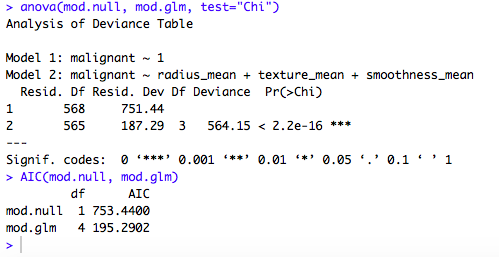 > anova(mod.null, mod.glm, test="Chi")
Analysis of Deviance Table

Model 1: malignant ~ 1
Model 2: malignant ~ radius_mean + texture_mean + smoothness_mean
  Resid. Df Resid. Dev Df Deviance  Pr(>Chi)
1       568     751.44
2       565     187.29  3   564.15 < 2.2e-16 ***
---
Signif. codes:  0 ‘***’ 0.001 ‘**’ 0.01 ‘*’ 0.05 ‘.’ 0.1 ‘ ’ 1
> AIC(mod.null, mod.glm)
         df      AIC
mod.null  1 753.4400
mod.glm   4 195.2902
>